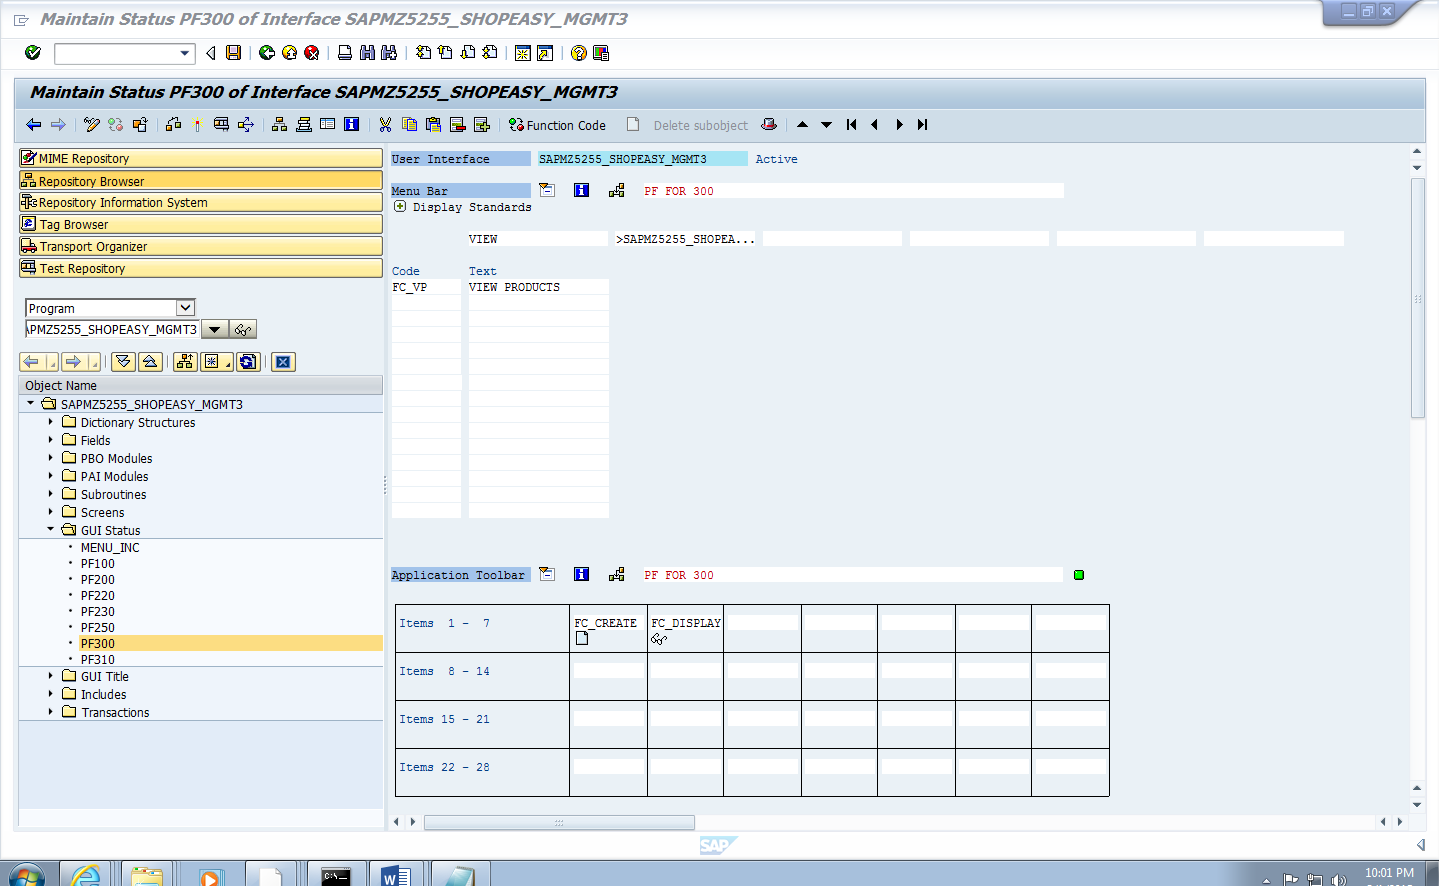 Maintain Status PF300 of Interface SAPMZ5255_SHOPEASY_MGMT3
Maintain Status PF300 of Interface SAPMZ5255_SHOPEASY_MGMT3
Function Code Delete subobject
MIME Repository
Repository Browser
Repository Information System
Tag Browser
Transport Organizer
Test Repository
Program
APMZ5255_SHOPEASY_MGMT3
Object Name
SAPMZ5255_SHOPEASY_MGMT3
Dictionary Structures
Fields
PBO Modules
PAI Modules
Subroutines
Screens
GUI Status
MENU_INC
PF100
PF200
PF220
PF230
PF250
PF300
PF310
GUI Title
Includes
Transactions
User Interface SAPMZ5255_SHOPEASY_MGMT3 Active
Menu Bar PF FOR 300
Display Standards
VIEW >SAPMZ5255_SHOPEA...
Code Text
FC_VP VIEW PRODUCTS
Application Toolbar PF FOR 300
Items 1 - 7 FC_CREATE FC_DISPLAY
Items 8 - 14
Items 15 - 21
Items 22 - 28
SAP
C:\_
W
10:01 PM